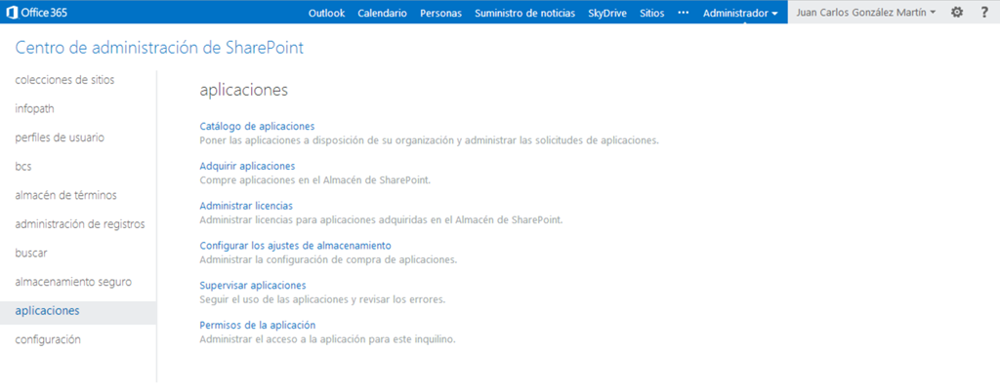 Office 365 Outlook Calendario Personas Suministro de noticias SkyDrive Sitios ••• Administrador Juan Carlos González Martín ?
Centro de administración de SharePoint
colecciones de sitios
infopath
perfiles de usuario
bcs
almacén de términos
administración de registros
buscar
almacenamiento seguro
aplicaciones
configuración
aplicaciones
Catálogo de aplicaciones
Poner las aplicaciones a disposición de su organización y administrar las solicitudes de aplicaciones.
Adquirir aplicaciones
Compre aplicaciones en el Almacén de SharePoint.
Administrar licencias
Administrar licencias para aplicaciones adquiridas en el Almacén de SharePoint.
Configurar los ajustes de almacenamiento
Administrar la configuración de compra de aplicaciones.
Supervisar aplicaciones
Seguir el uso de las aplicaciones y revisar los errores.
Permisos de la aplicación
Administrar el acceso a la aplicación para este inquilino.